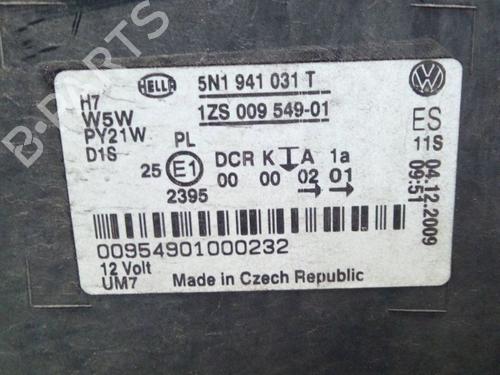 B-PARTS
HELLA
5N1 941 031 T
1ZS 009 549-01
H7
W5W
PY21W
D1S
PL
25 E1
2395
DCR K A 1a
00 00 02 01
ES
11S
04.12.2009
09:51
00954901000232
12 Volt
UM7
Made in Czech Republic